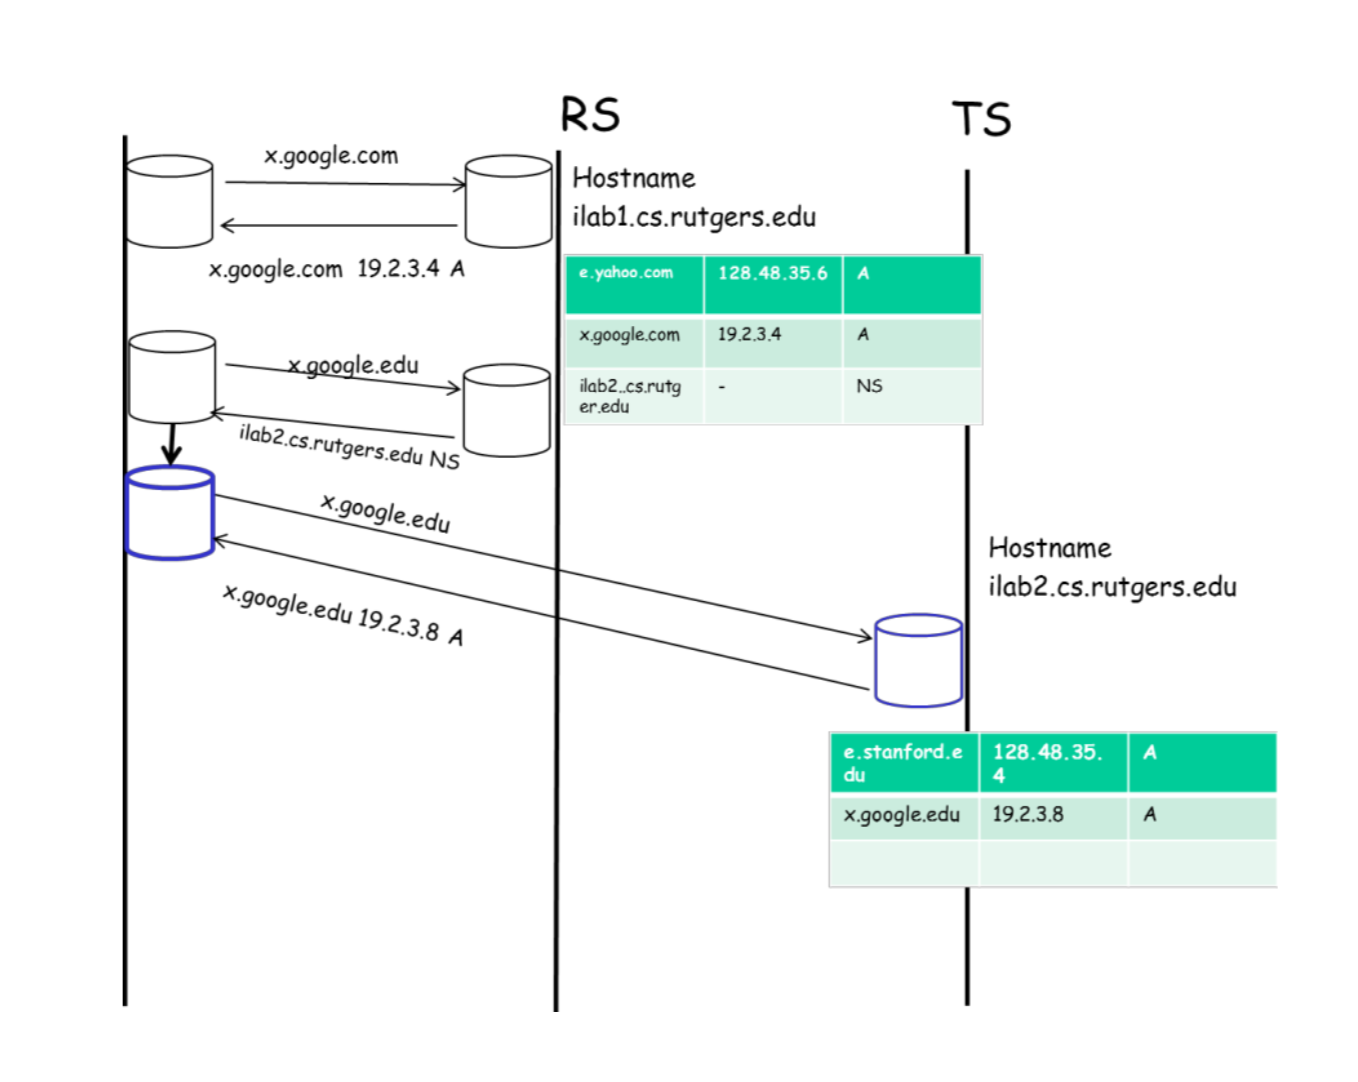 RS
TS
x.google.com
x.google.com 19.2.3.4 A
Hostname
ilab1.cs.rutgers.edu
e.yahoo.com 128.48.35.6 A
x.google.com 19.2.3.4 A
ilab2..cs.rutg
er.edu
- NS
x.google.edu
ilab2.cs.rutgers.edu NS
x.google.edu
x.google.edu 19.2.3.8 A
Hostname
ilab2.cs.rutgers.edu
e.stanford.e
du
128.48.35.
4
A
x.google.edu 19.2.3.8 A